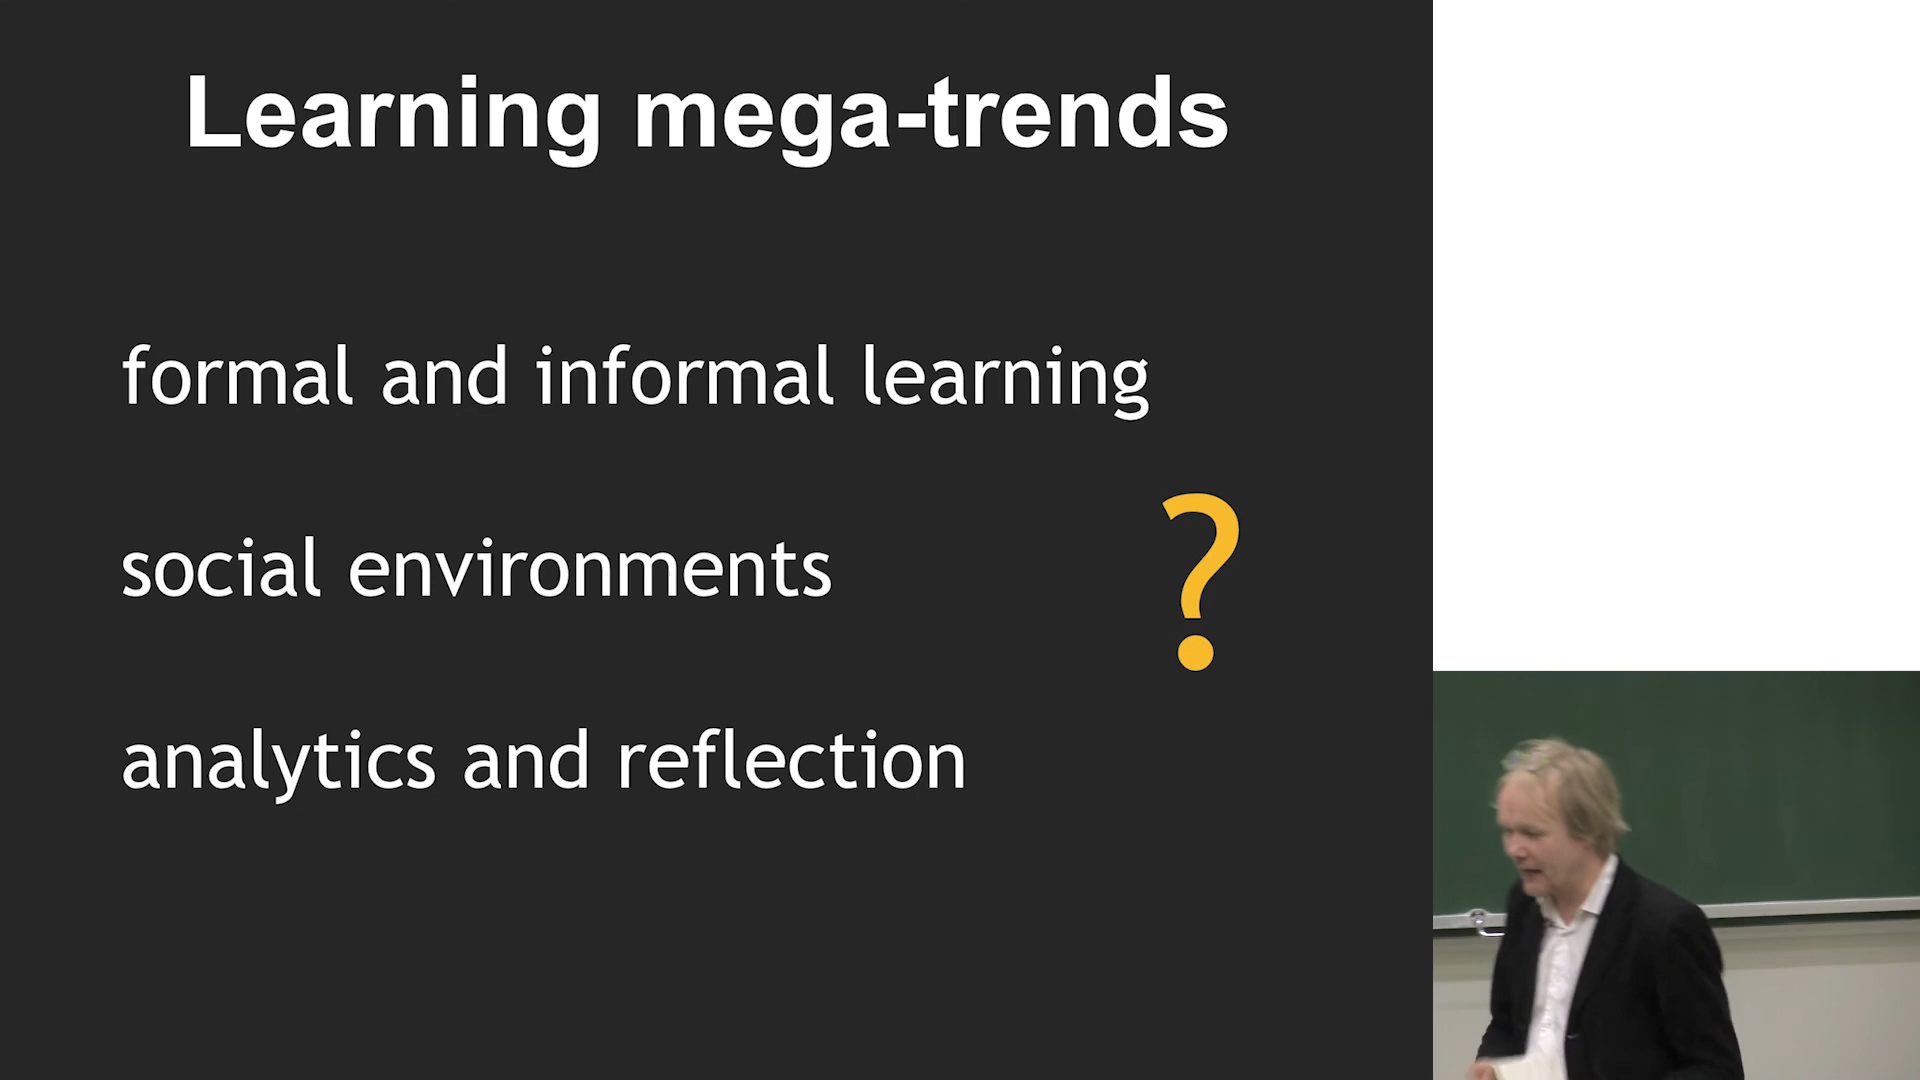 Learning mega-trends
formal and informal learning
social environments
?
analytics and reflection